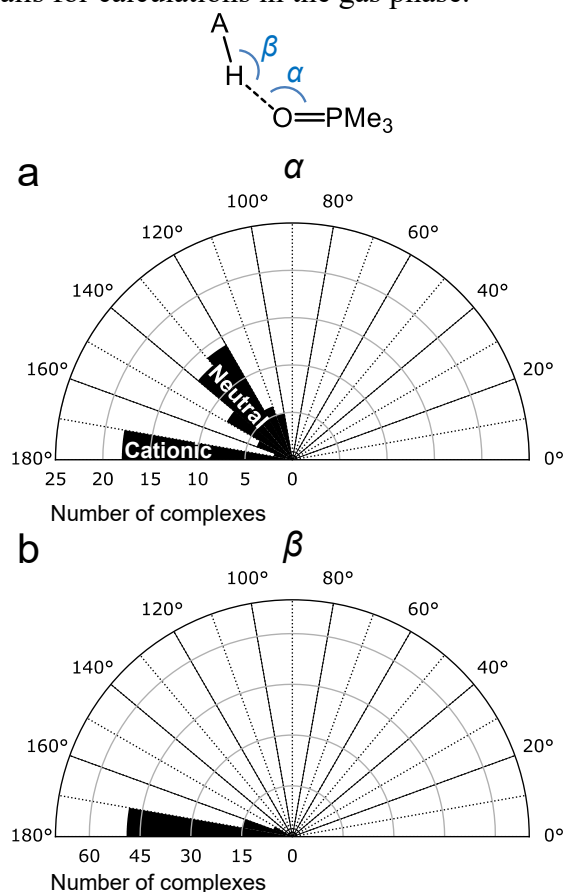 ans for calculations in the gas phase.
A
β
H
α
O=PMe3
a
α
100° 80°
120° 60°
140° 40°
160° 20°
Neutral
Cationic
180° 0°
25 20 15 10 5 0
Number of complexes
b
β
100° 80°
120° 60°
140° 40°
160° 20°
180° 0°
60 45 30 15 0
Number of complexes